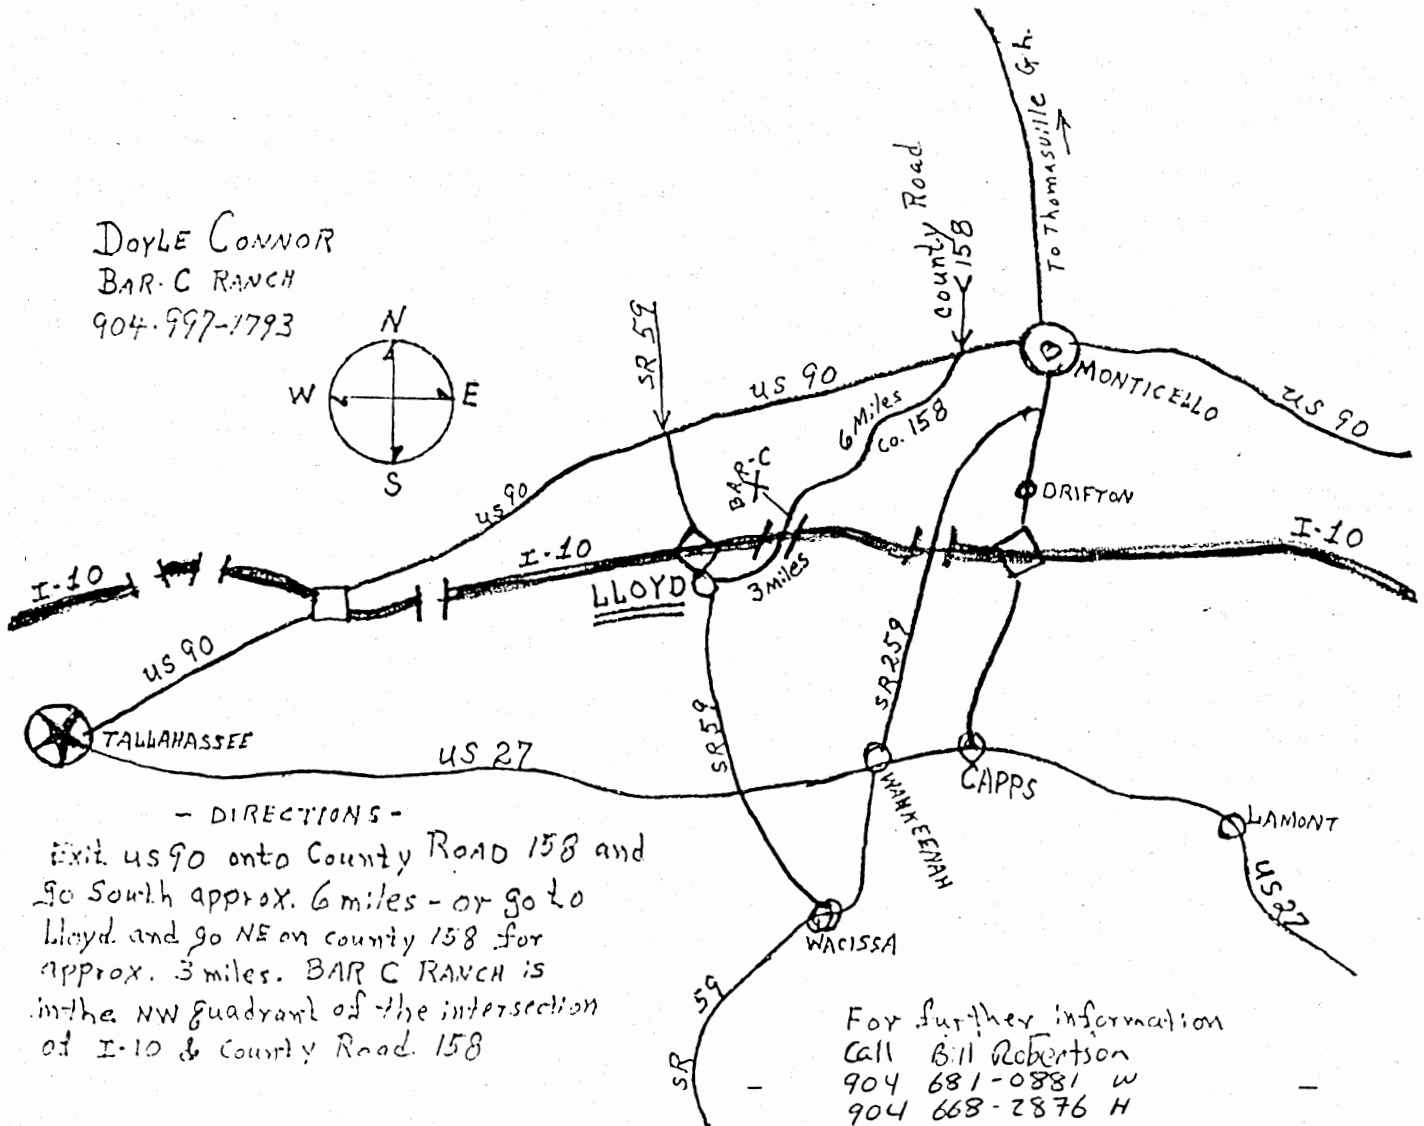 To Thomasville Ga.
County Road
158
DOYLE CONNOR
BAR-C RANCH
904-997-1793
N
W E
S
SR 59
US 90
MONTICELLO
US 90
6 Miles
CO. 158
BAR-C
US 90
DRIFTON
I-10
I-10
I-10
LLOYD
3 miles
US 90
SR 259
SR 59
TALLAHASSEE
US 27
WAHKEENAH
CAPPS
LAMONT
US 27
WACISSA
SR 59
- DIRECTIONS -
Exit US 90 onto County ROAD 158 and
go South approx. 6 miles - or go to
Lloyd and go NE on county 158 for
approx. 3 miles. BAR C RANCH is
in the NW quadrant of the intersection
of I-10 & County Road 158
For further information
Call Bill Robertson
904 681-0881 W
904 668-2876 H